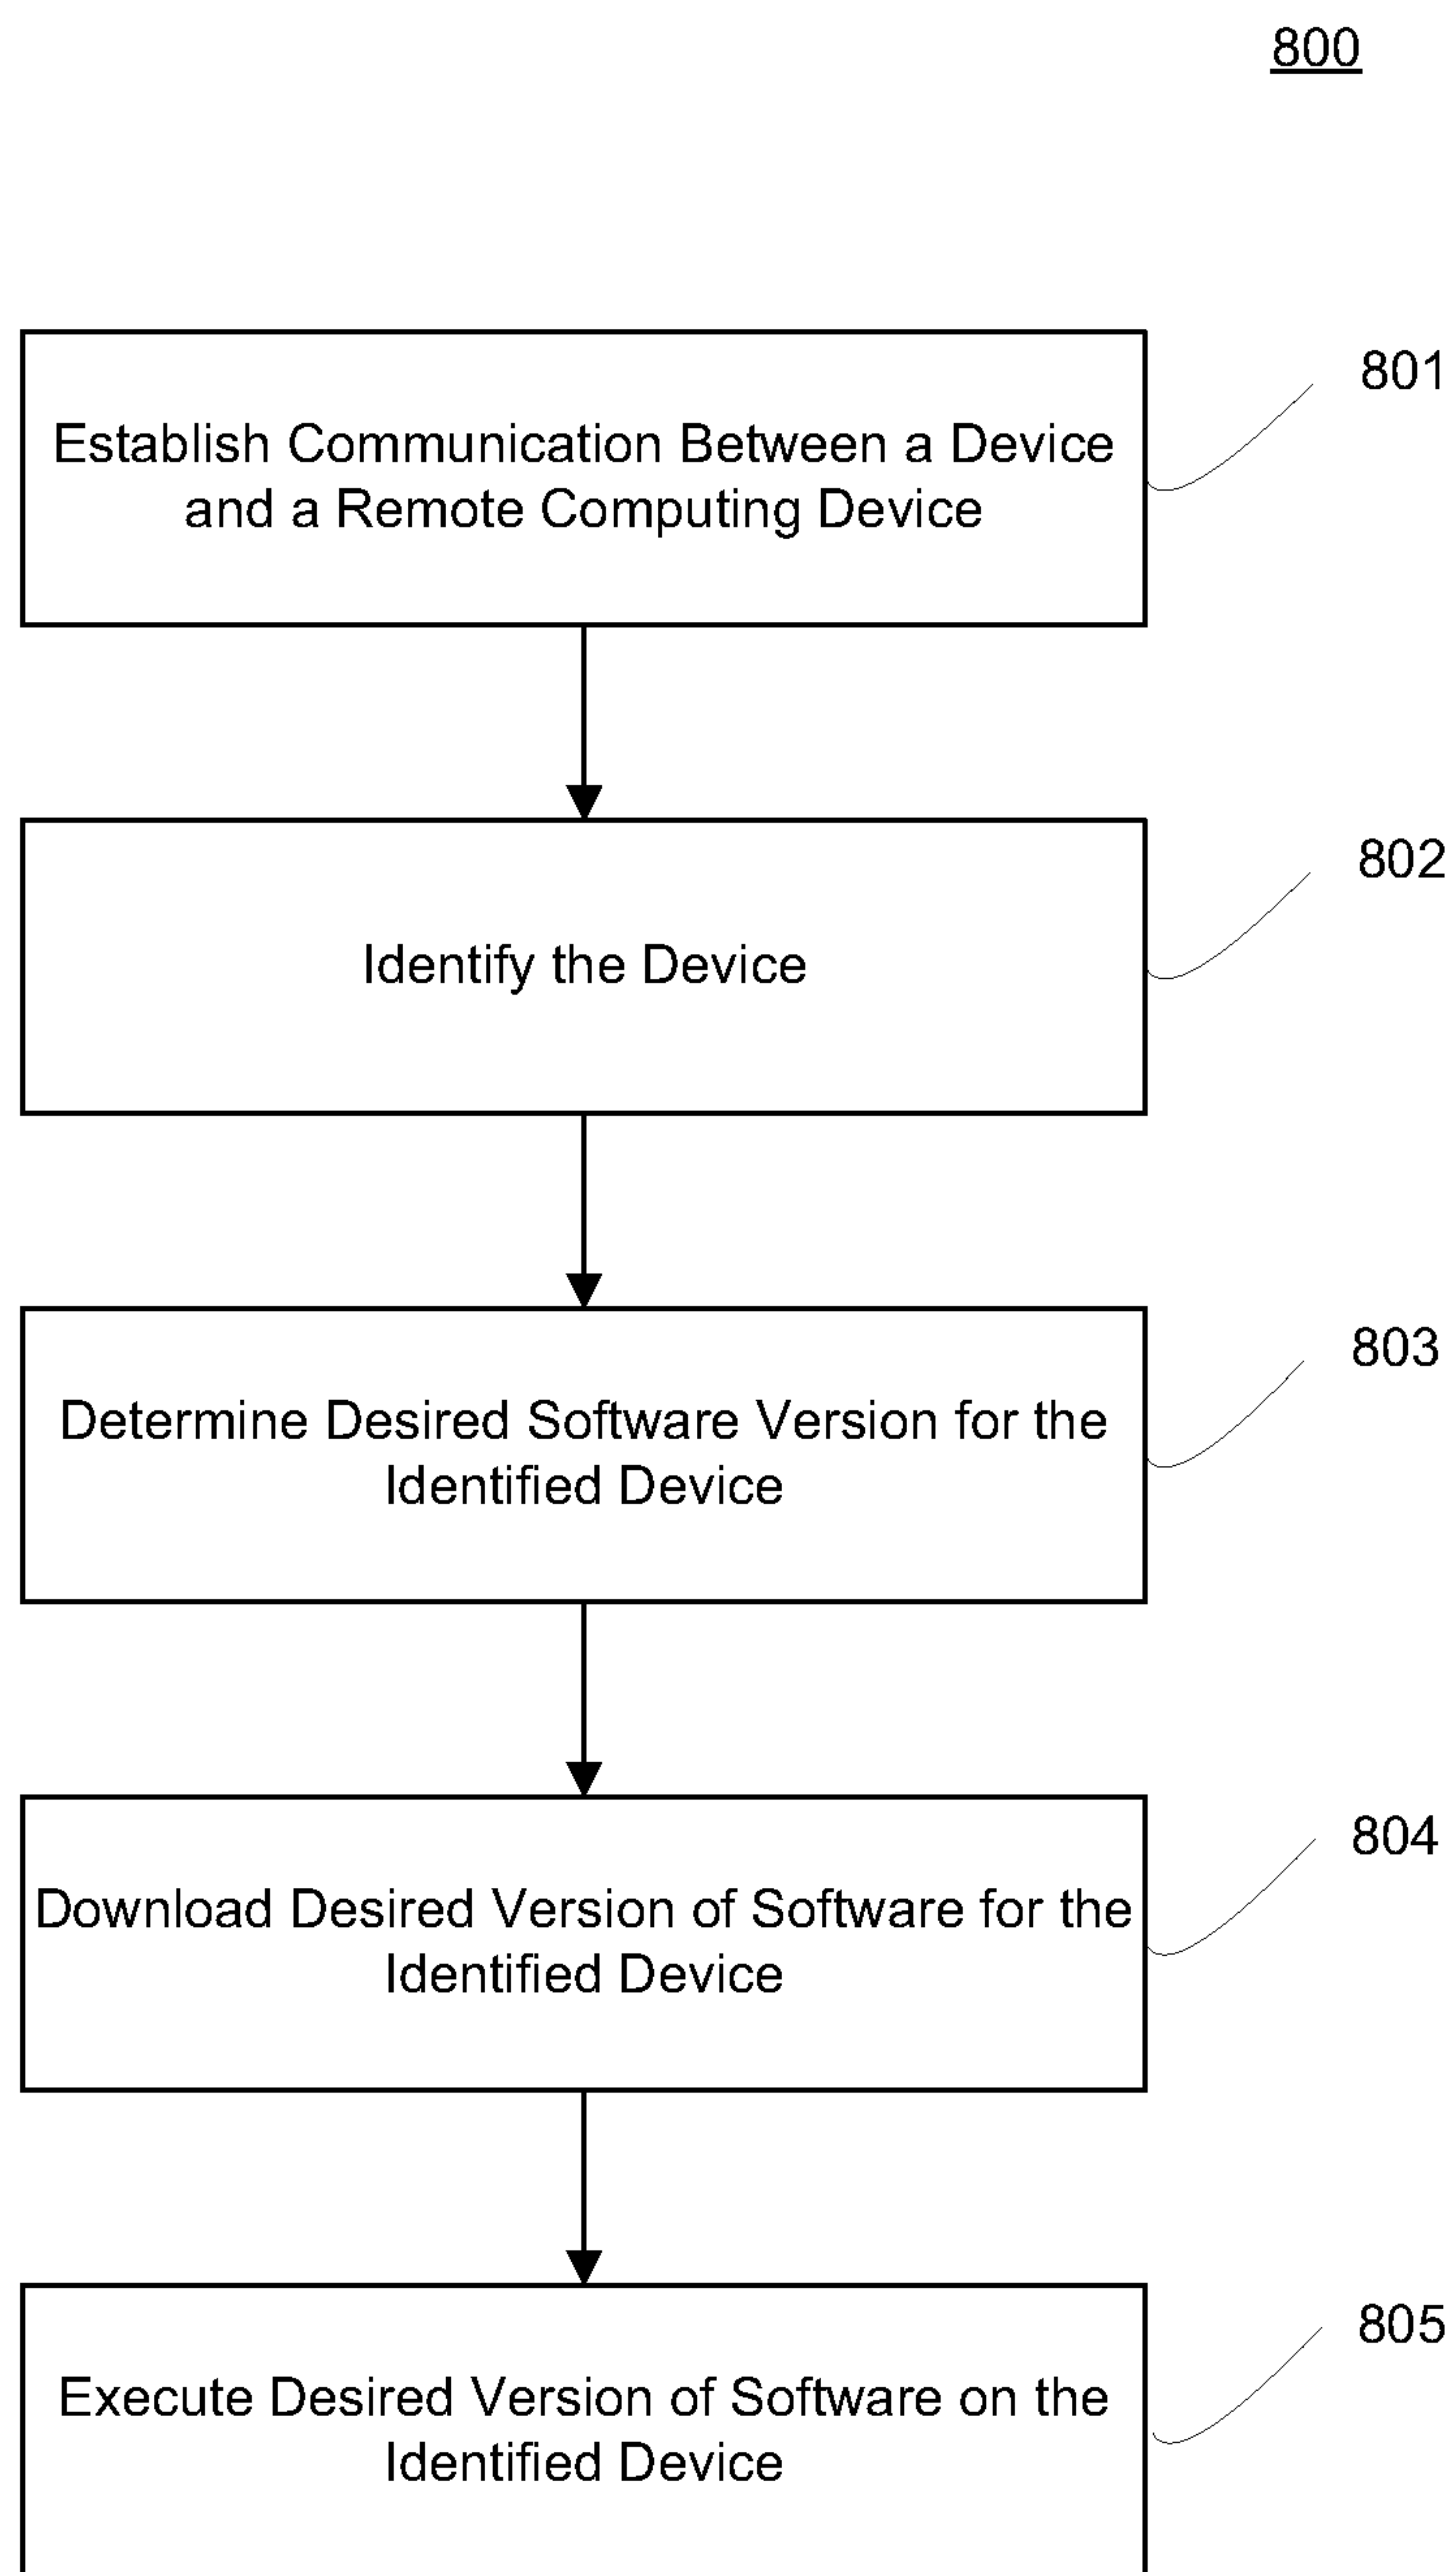 800
Establish Communication Between a Device
and a Remote Computing Device
801
Identify the Device
802
Determine Desired Software Version for the
Identified Device
803
Download Desired Version of Software for the
Identified Device
804
Execute Desired Version of Software on the
Identified Device
805